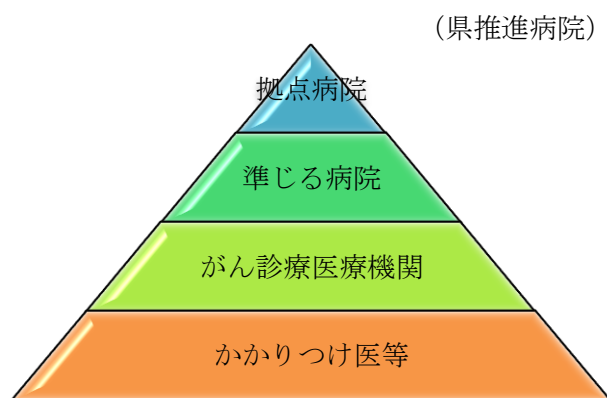 （県推進病院）
拠点病院
準じる病院
がん診療医療機関
かかりつけ医等